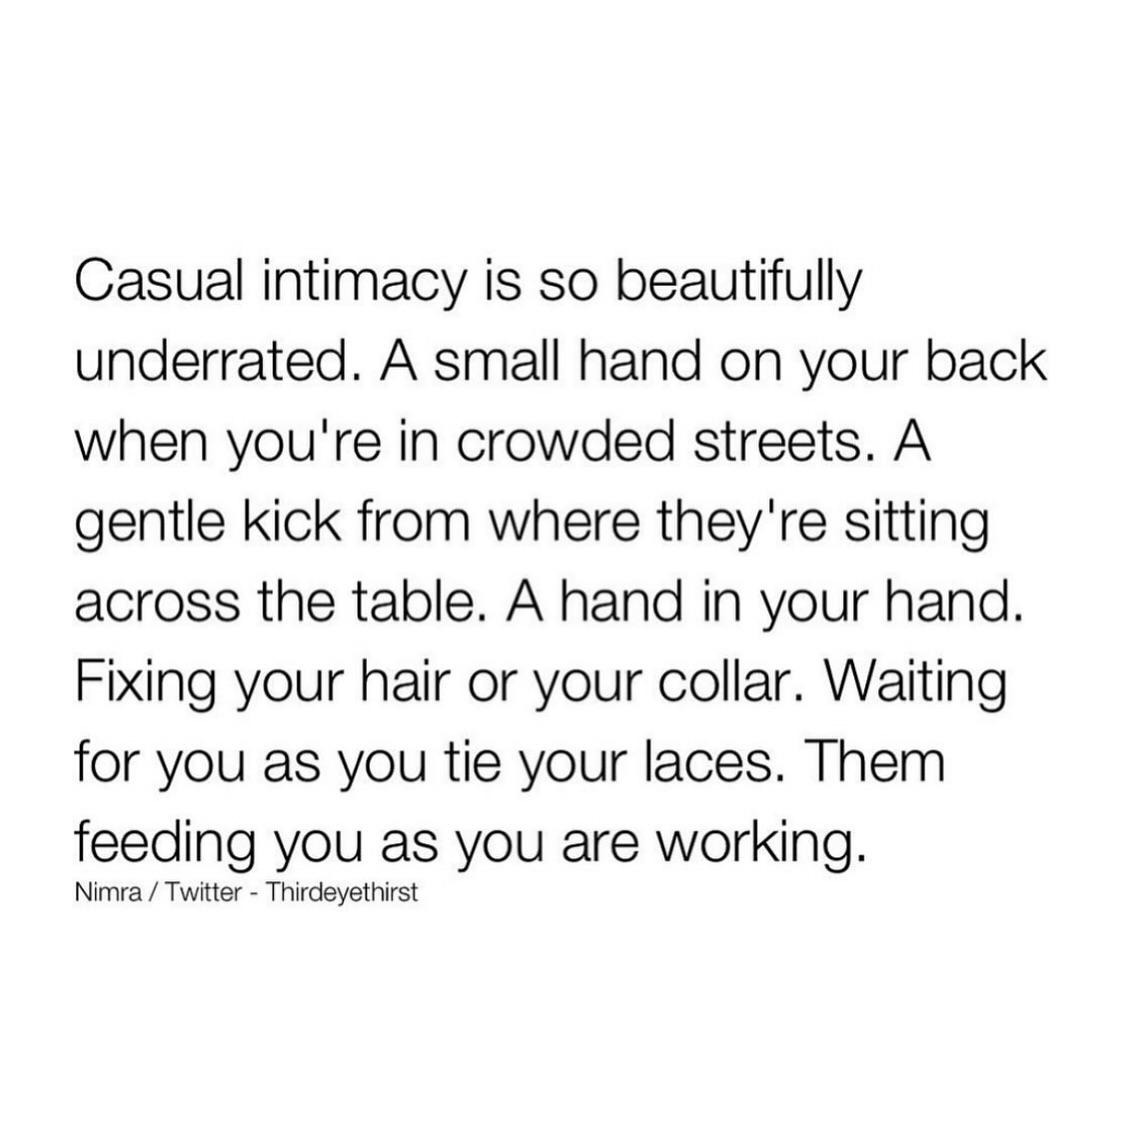 Casual intimacy is so beautifully
underrated. A small hand on your back
when you're in crowded streets. A
gentle kick from where they're sitting
across the table. A hand in your hand.
Fixing your hair or your collar. Waiting
for you as you tie your laces. Them
feeding you as you are working.
Nimra / Twitter - Thirdeyethirst